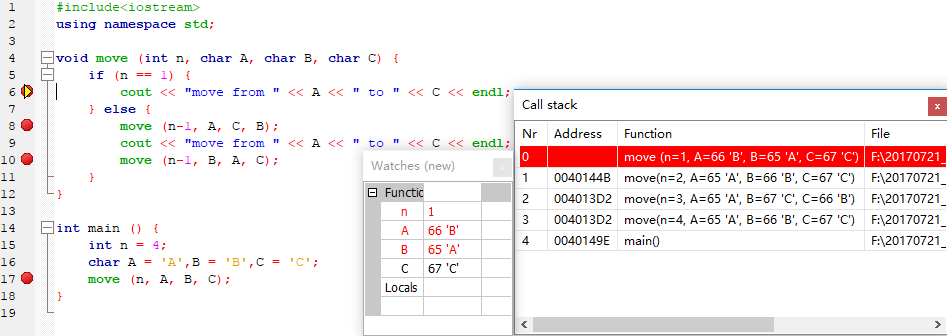 1 #include<iostream>
2 using namespace std;
3
4 void move (int n, char A, char B, char C) {
5 if (n == 1) {
6 cout << "move from " << A << " to " << C << endl;
7 } else {
8 move (n-1, A, C, B);
9 cout << "move from " << A << " to " << C << endl;
10 move (n-1, B, A, C);
11 }
12 }
13
14 int main () {
15 int n = 4;
16 char A = 'A',B = 'B',C = 'C';
17 move (n, A, B, C);
18 }
19
Watches (new)
Functic
n 1
A 66 'B'
B 65 'A'
C 67 'C'
Locals
Call stack
Nr Address Function File
0 move (n=1, A=66 'B', B=65 'A', C=67 'C') F:\20170721_
1 0040144B move(n=2, A=65 'A', B=66 'B', C=67 'C') F:\20170721_
2 004013D2 move(n=3, A=65 'A', B=67 'C', C=66 'B') F:\20170721_
3 004013D2 move(n=4, A=65 'A', B=66 'B', C=67 'C') F:\20170721_
4 0040149E main() F:\20170721_